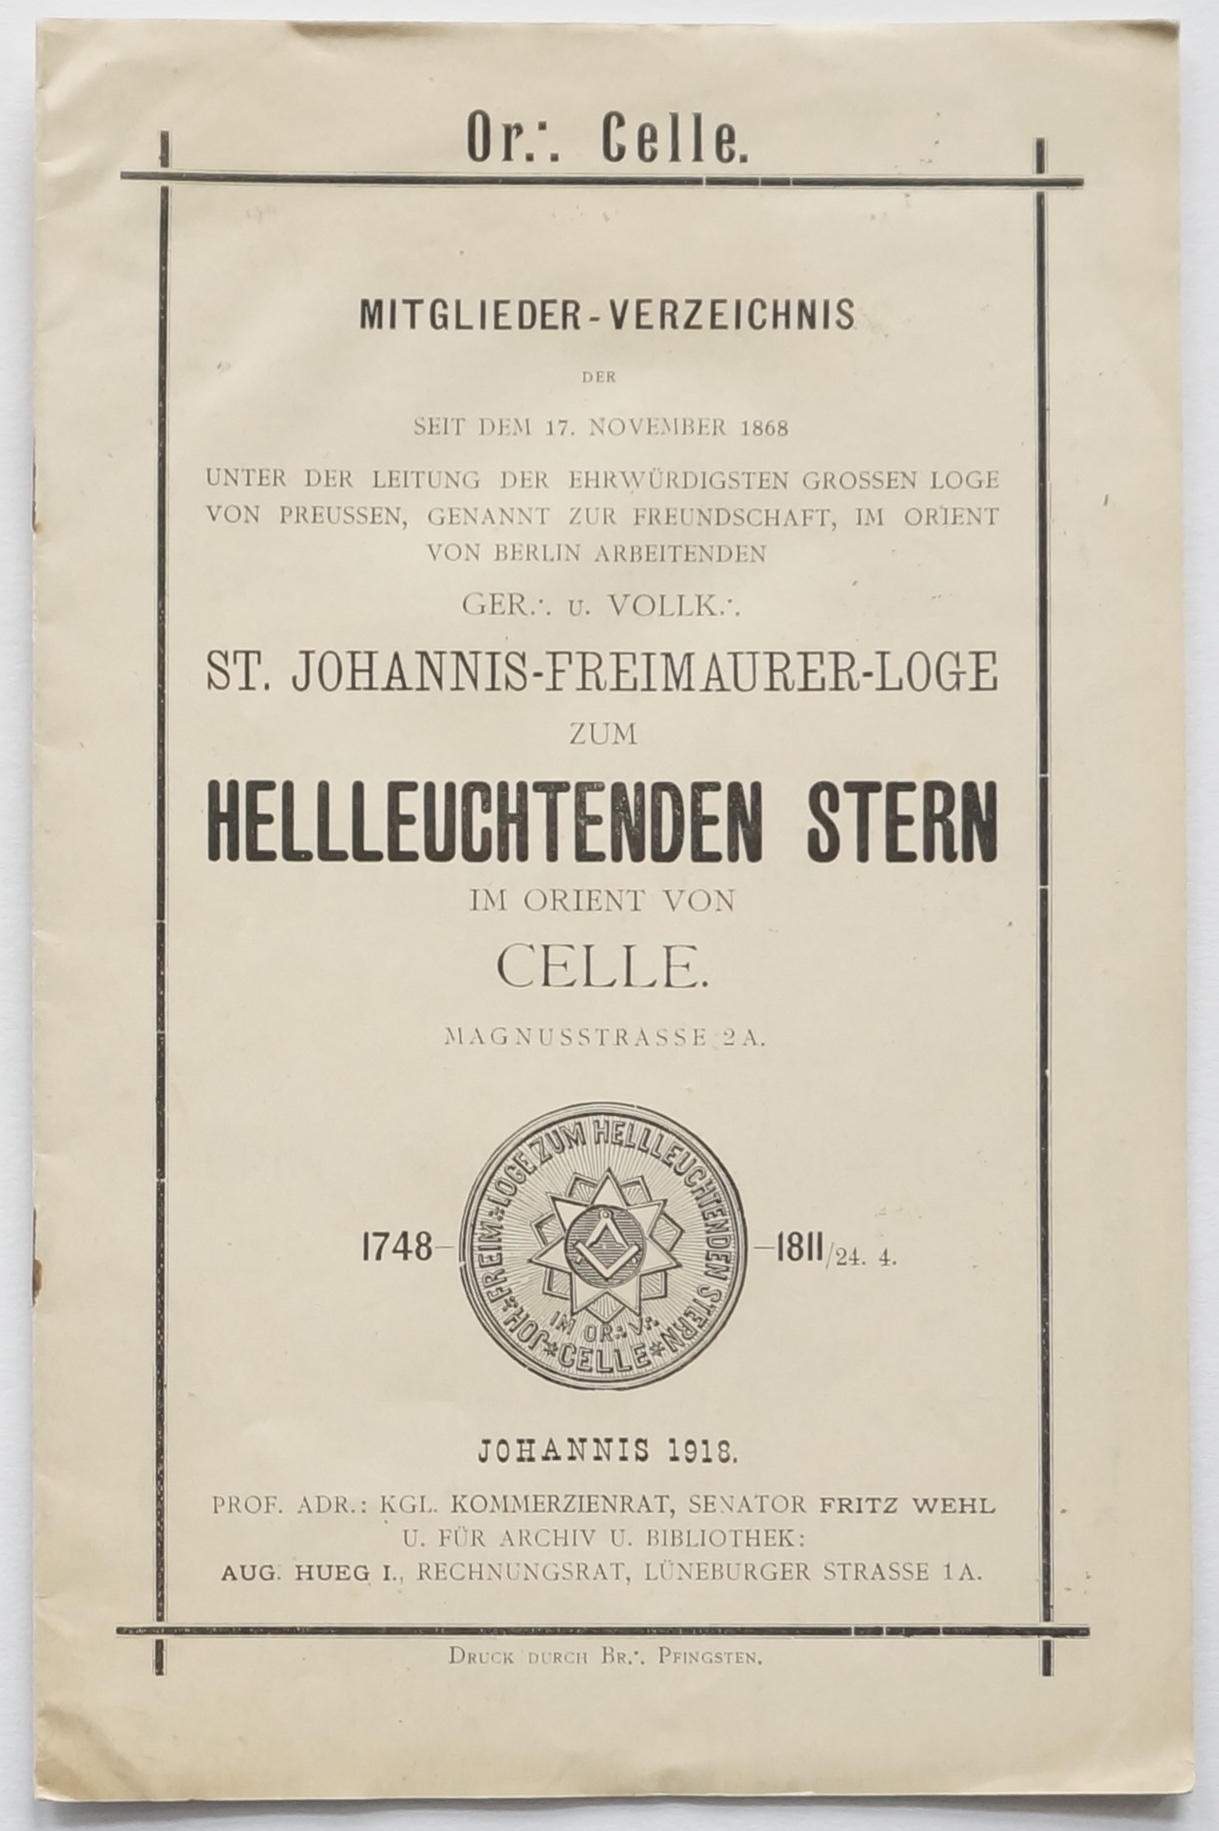 Or.·. Celle.
MITGLIEDER-VERZEICHNIS
DER
SEIT DEM 17. NOVEMBER 1868
UNTER DER LEITUNG DER EHRWÜRDIGSTEN GROSSEN LOGE
VON PREUSSEN, GENANNT ZUR FREUNDSCHAFT, IM ORIENT
VON BERLIN ARBEITENDEN
GER.·. U. VOLLK.·.
ST. JOHANNIS-FREIMAURER-LOGE
ZUM
HELLLEUCHTENDEN STERN
IM ORIENT VON
CELLE.
MAGNUSSTRASSE 2A.
JOH.·.FREIM.·.LOGE ZUM HELLLEUCHTENDEN STERN
IM OR.·. V.·.
*CELLE*
1748– –1811/24. 4.
JOHANNIS 1918.
PROF. ADR.: KGL. KOMMERZIENRAT, SENATOR FRITZ WEHL
U. FÜR ARCHIV U. BIBLIOTHEK:
AUG. HUEG I., RECHNUNGSRAT, LÜNEBURGER STRASSE 1A.
DRUCK DURCH BR.·. PFINGSTEN.